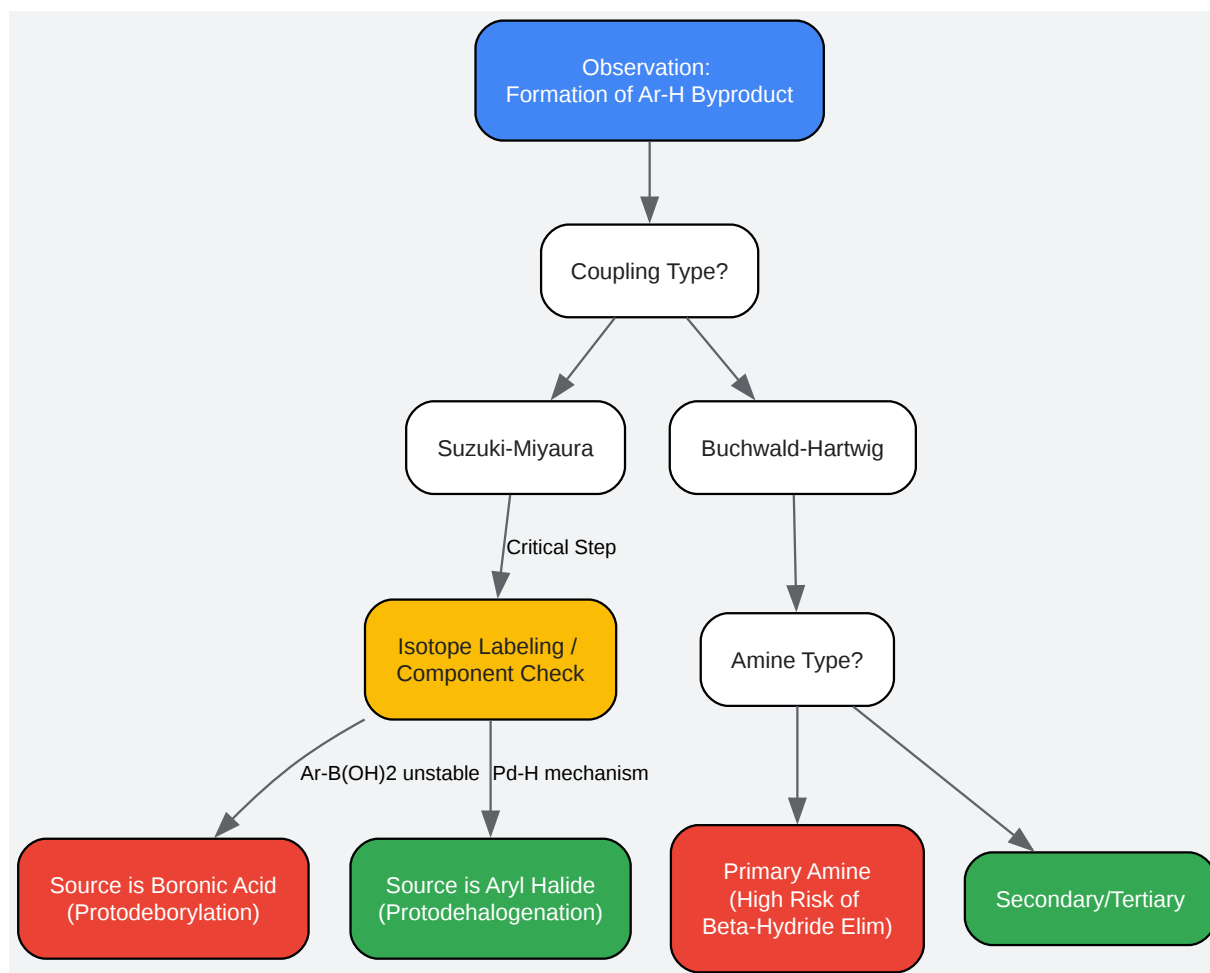 Observation:
Formation of Ar-H Byproduct
Coupling Type?
Suzuki-Miyaura
Buchwald-Hartwig
Critical Step
Isotope Labeling /
Component Check
Amine Type?
Ar-B(OH)2 unstable
Pd-H mechanism
Source is Boronic Acid
(Protodeborylation)
Source is Aryl Halide
(Protodehalogenation)
Primary Amine
(High Risk of
Beta-Hydride Elim)
Secondary/Tertiary